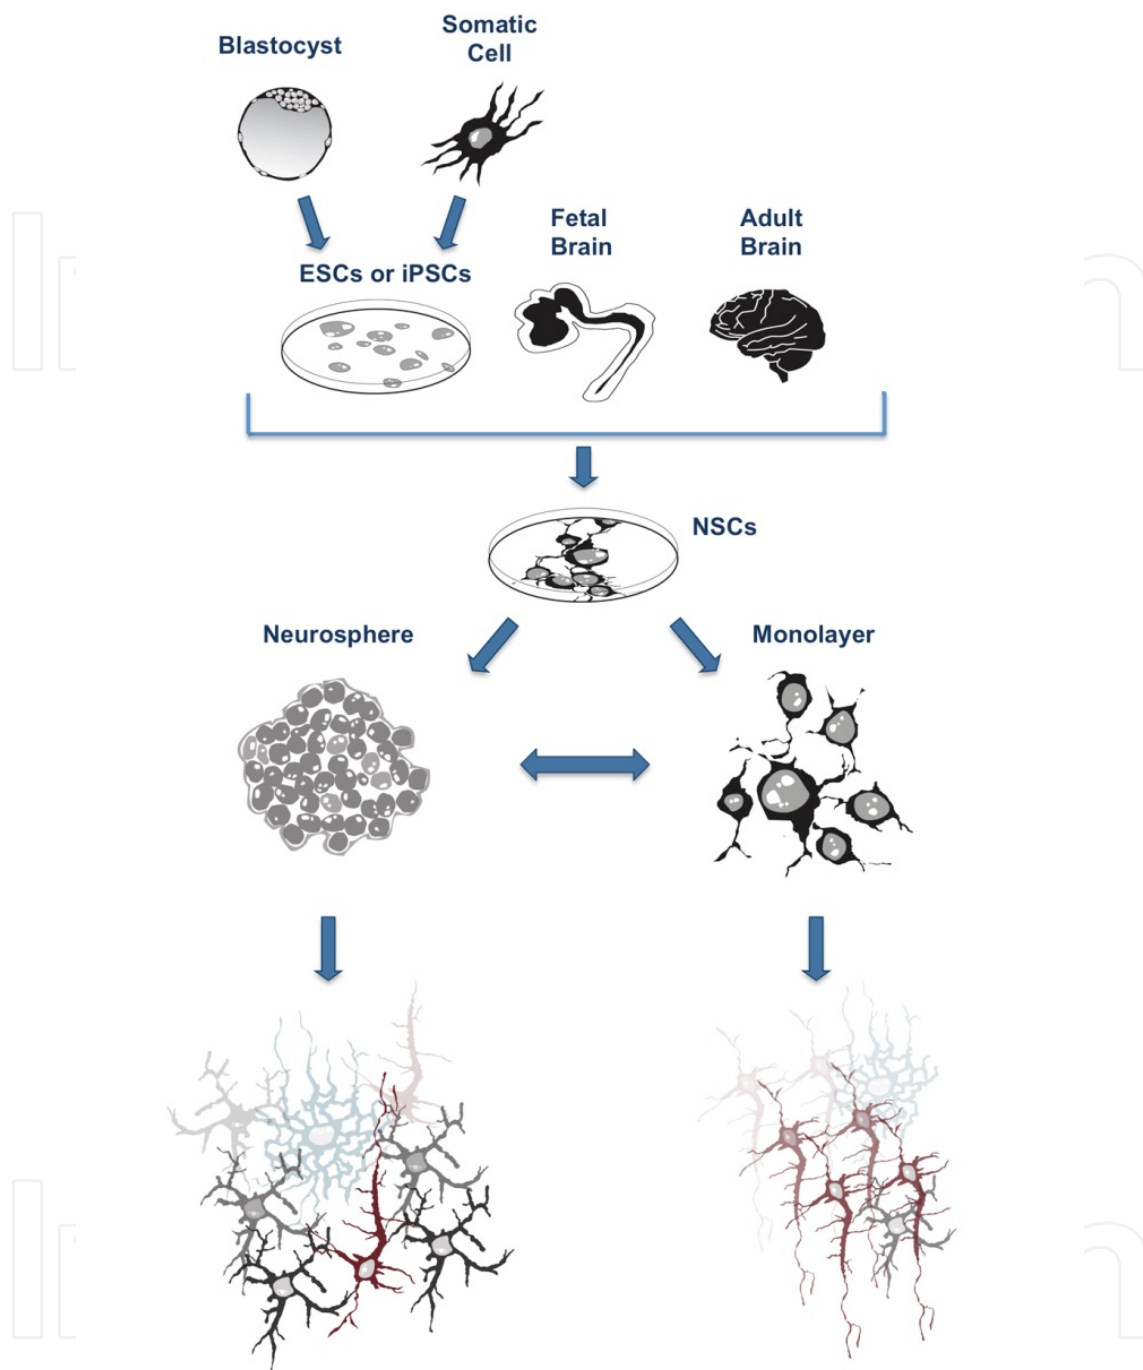 Blastocyst
Somatic
Cell
Fetal
Brain
Adult
Brain
ESCs or iPSCs
NSCs
Neurosphere
Monolayer